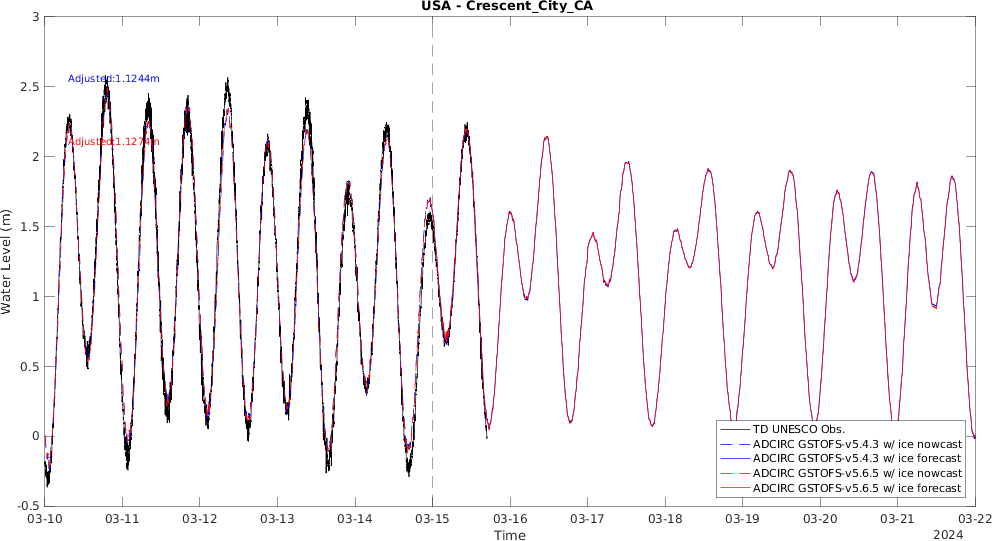 USA - Crescent_City_CA
3
2.5
2
1.5
1
0.5
0
-0.5
Water Level (m)
Adjusted:1.1244m
Adjusted:1.1274m
TD UNESCO Obs.
ADCIRC GSTOFS-v5.4.3 w/ ice nowcast
ADCIRC GSTOFS-v5.4.3 w/ ice forecast
ADCIRC GSTOFS-v5.6.5 w/ ice nowcast
ADCIRC GSTOFS-v5.6.5 w/ ice forecast
03-10 03-11 03-12 03-13 03-14 03-15 03-16 03-17 03-18 03-19 03-20 03-21 03-22
Time
2024